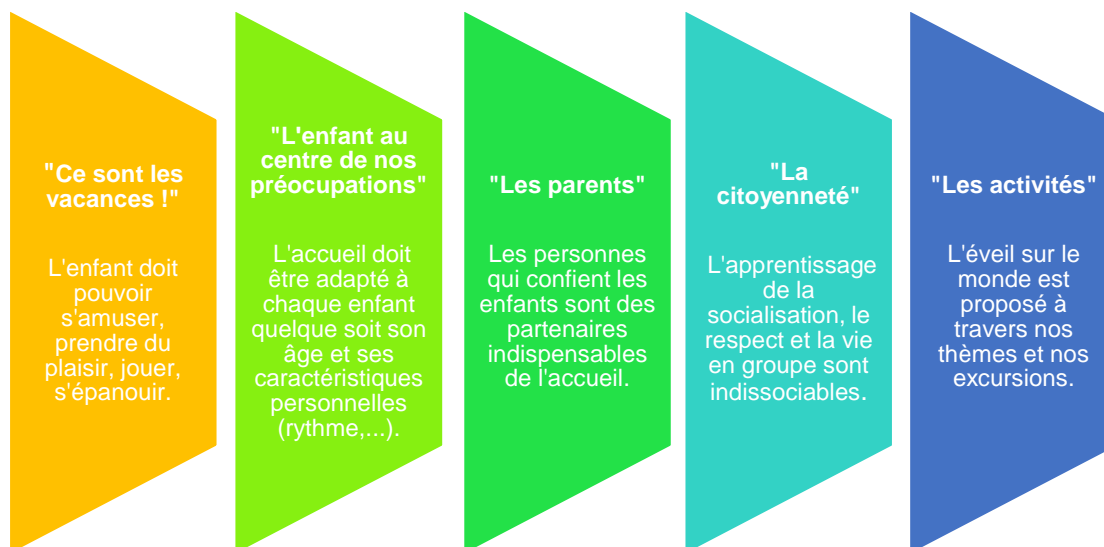 "Ce sont les
vacances !"
L'enfant doit
pouvoir
s'amuser,
prendre du
plaisir, jouer,
s'épanouir.
"L'enfant au
centre de nos
préocupations"
L'accueil doit
être adapté à
chaque enfant
quelque soit son
âge et ses
caractéristiques
personnelles
(rythme,...).
"Les parents"
Les personnes
qui confient les
enfants sont des
partenaires
indispensables
de l'accueil.
"La
citoyenneté"
L'apprentissage
de la
socialisation, le
respect et la vie
en groupe sont
indissociables.
"Les activités"
L'éveil sur le
monde est
proposé à
travers nos
thèmes et nos
excursions.